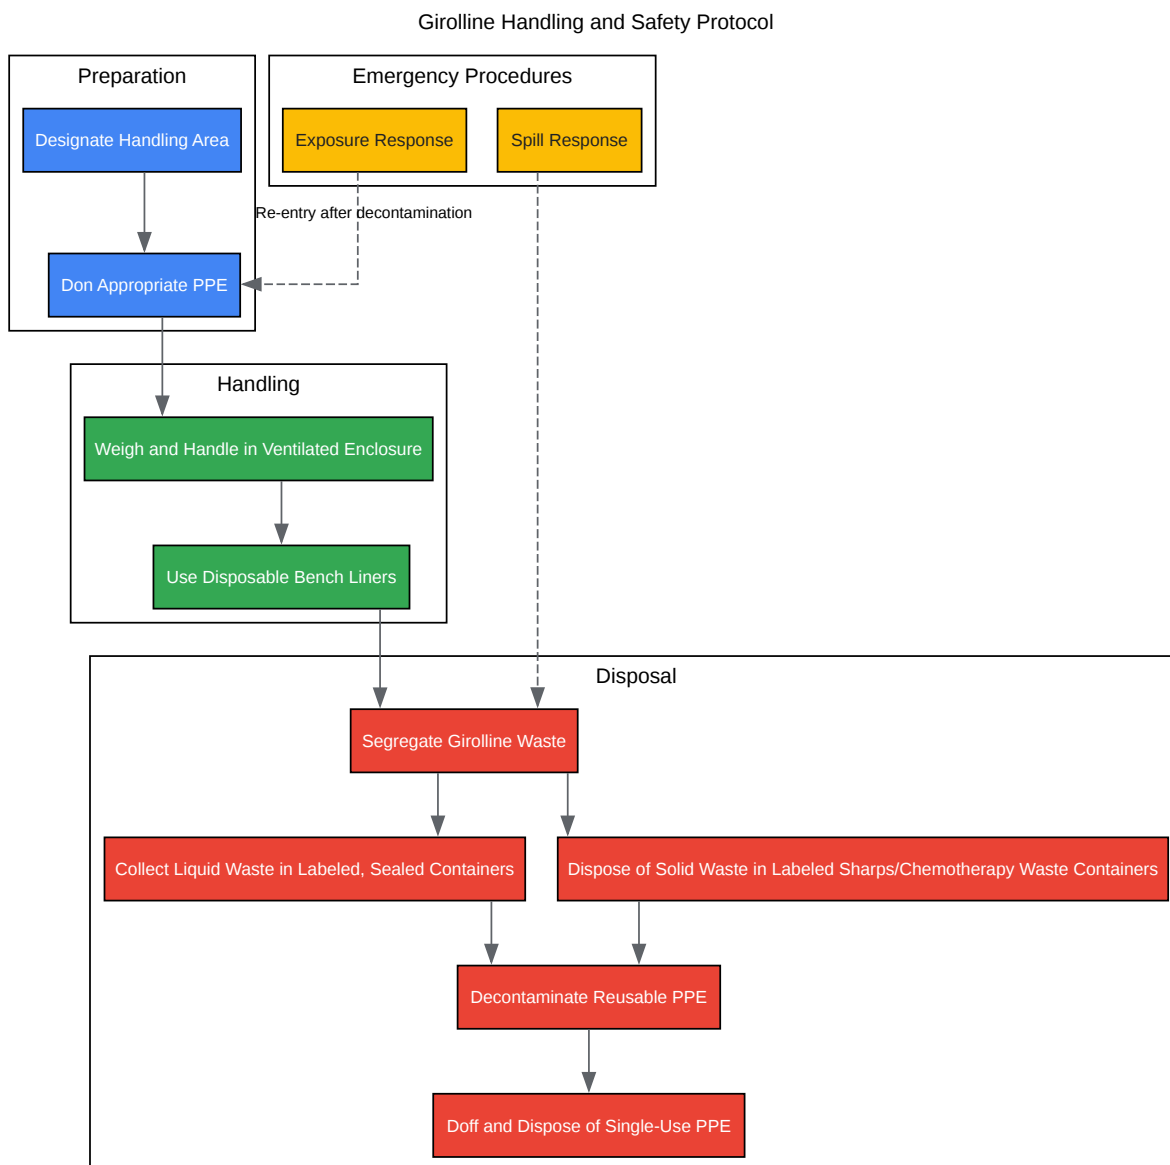 Girolline Handling and Safety Protocol
Preparation
Emergency Procedures
Designate Handling Area
Exposure Response
Spill Response
Re-entry after decontamination
Don Appropriate PPE
Handling
Weigh and Handle in Ventilated Enclosure
Use Disposable Bench Liners
Disposal
Segregate Girolline Waste
Collect Liquid Waste in Labeled, Sealed Containers
Dispose of Solid Waste in Labeled Sharps/Chemotherapy Waste Containers
Decontaminate Reusable PPE
Doff and Dispose of Single-Use PPE